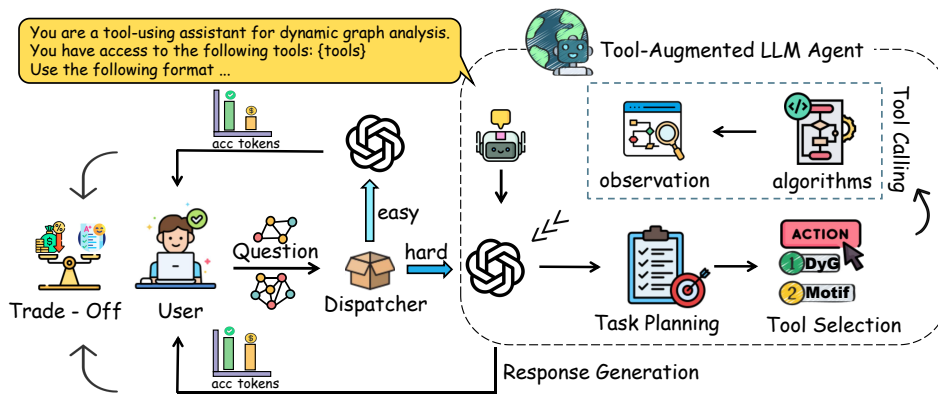 You are a tool-using assistant for dynamic graph analysis.
You have access to the following tools: {tools}
Use the following format ...
Tool-Augmented LLM Agent
Tool Calling
acc tokens
observation
algorithms
easy
Question
hard
ACTION
1 DyG
2 Motif
A+
%
$
Trade - Off
User
Dispatcher
Task Planning
Tool Selection
acc tokens
Response Generation